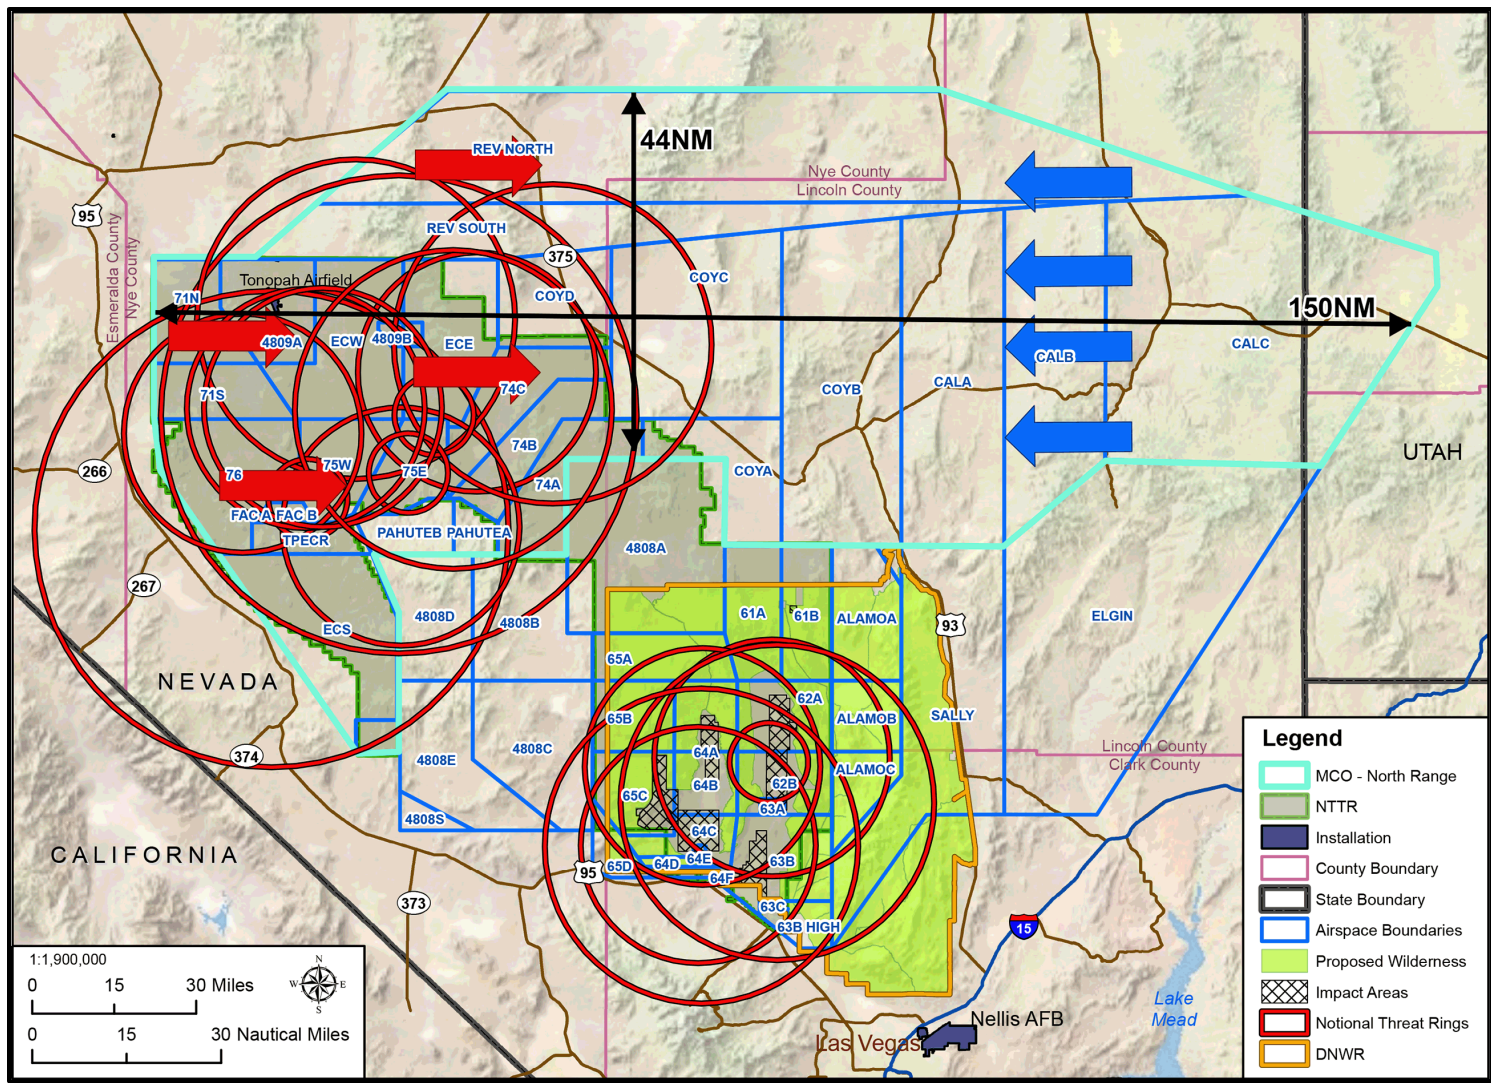 44NM
REV NORTH
Nye County
Lincoln County
95
Esmeralda County
Nye County
REV SOUTH
375
Tonopah Airfield
COYC
71N
COYD
150NM
4809A
ECW
4809B
ECE
CALB
CALC
71S
74C
COYB
CALA
74B
UTAH
266
76
75W
75E
74A
COYA
FAC A
FAC B
TPECR
PAHUTEB
PAHUTEA
4808A
267
4808D
4808B
61A
61B
ALAMOA
93
ELGIN
ECS
65A
NEVADA
62A
65B
ALAMOB
SALLY
374
4808E
4808C
64A
ALAMOC
Lincoln County
Clark County
64B
62B
65C
63A
4808S
64C
CALIFORNIA
95
65D
64D
64E
63B
64F
373
63C
63B HIGH
15
Lake
Mead
Nellis AFB
Las Vegas
1:1,900,000
0 15 30 Miles
0 15 30 Nautical Miles
N
W E
S
Legend
MCO - North Range
NTTR
Installation
County Boundary
State Boundary
Airspace Boundaries
Proposed Wilderness
Impact Areas
Notional Threat Rings
DNWR